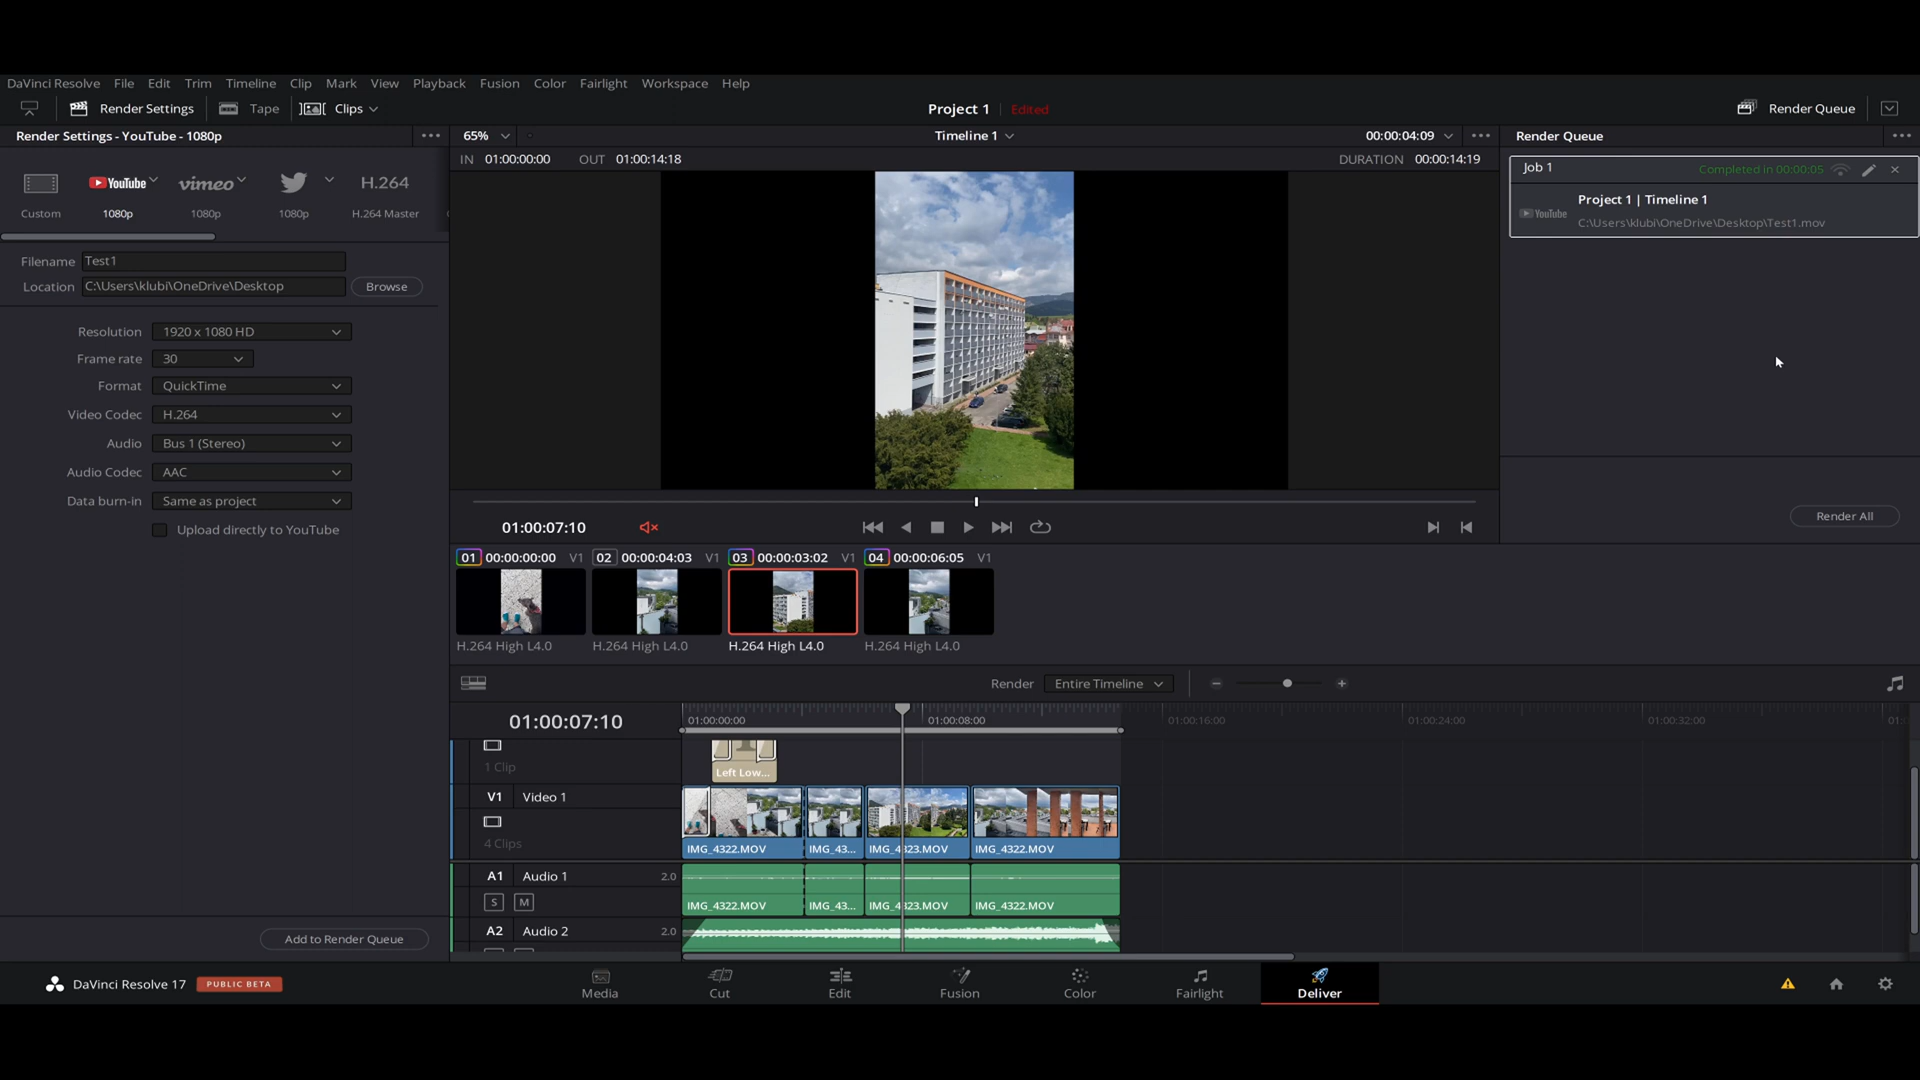 DaVinci Resolve File Edit Trim Timeline Clip Mark View Playback Fusion Color Fairlight Workspace Help
Render Settings Tape Clips Project 1 Edited Render Queue
Render Settings - YouTube - 1080p 65% Timeline 1 00:00:04:09 Render Queue
IN 01:00:00:00 OUT 01:00:14:18 DURATION 00:00:14:19
Job 1 Completed in 00:00:05
YouTube vimeo H.264
Custom 1080p 1080p 1080p H.264 Master
Project 1 | Timeline 1
YouTube C:\Users\klubi\OneDrive\Desktop\Test1.mov
Filename Test1
Location C:\Users\klubi\OneDrive\Desktop Browse
Resolution 1920 x 1080 HD
Frame rate 30
Format QuickTime
Video Codec H.264
Audio Bus 1 (Stereo)
Audio Codec AAC
Data burn-in Same as project
Upload directly to YouTube
Render All
01:00:07:10
01 00:00:00:00 V1 02 00:00:04:03 V1 03 00:00:03:02 V1 04 00:00:06:05 V1
H.264 High L4.0 H.264 High L4.0 H.264 High L4.0 H.264 High L4.0
Render Entire Timeline
01:00:07:10 01:00:00:00 01:00:08:00 01:00:16:00 01:00:24:00 01:00:32:00
1 Clip Left Low...
V1 Video 1
4 Clips IMG_4322.MOV IMG_43... IMG_4323.MOV IMG_4322.MOV
A1 Audio 1 2.0
S M IMG_4322.MOV IMG_43... IMG_4323.MOV IMG_4322.MOV
A2 Audio 2 2.0
Add to Render Queue
DaVinci Resolve 17 PUBLIC BETA Media Cut Edit Fusion Color Fairlight Deliver